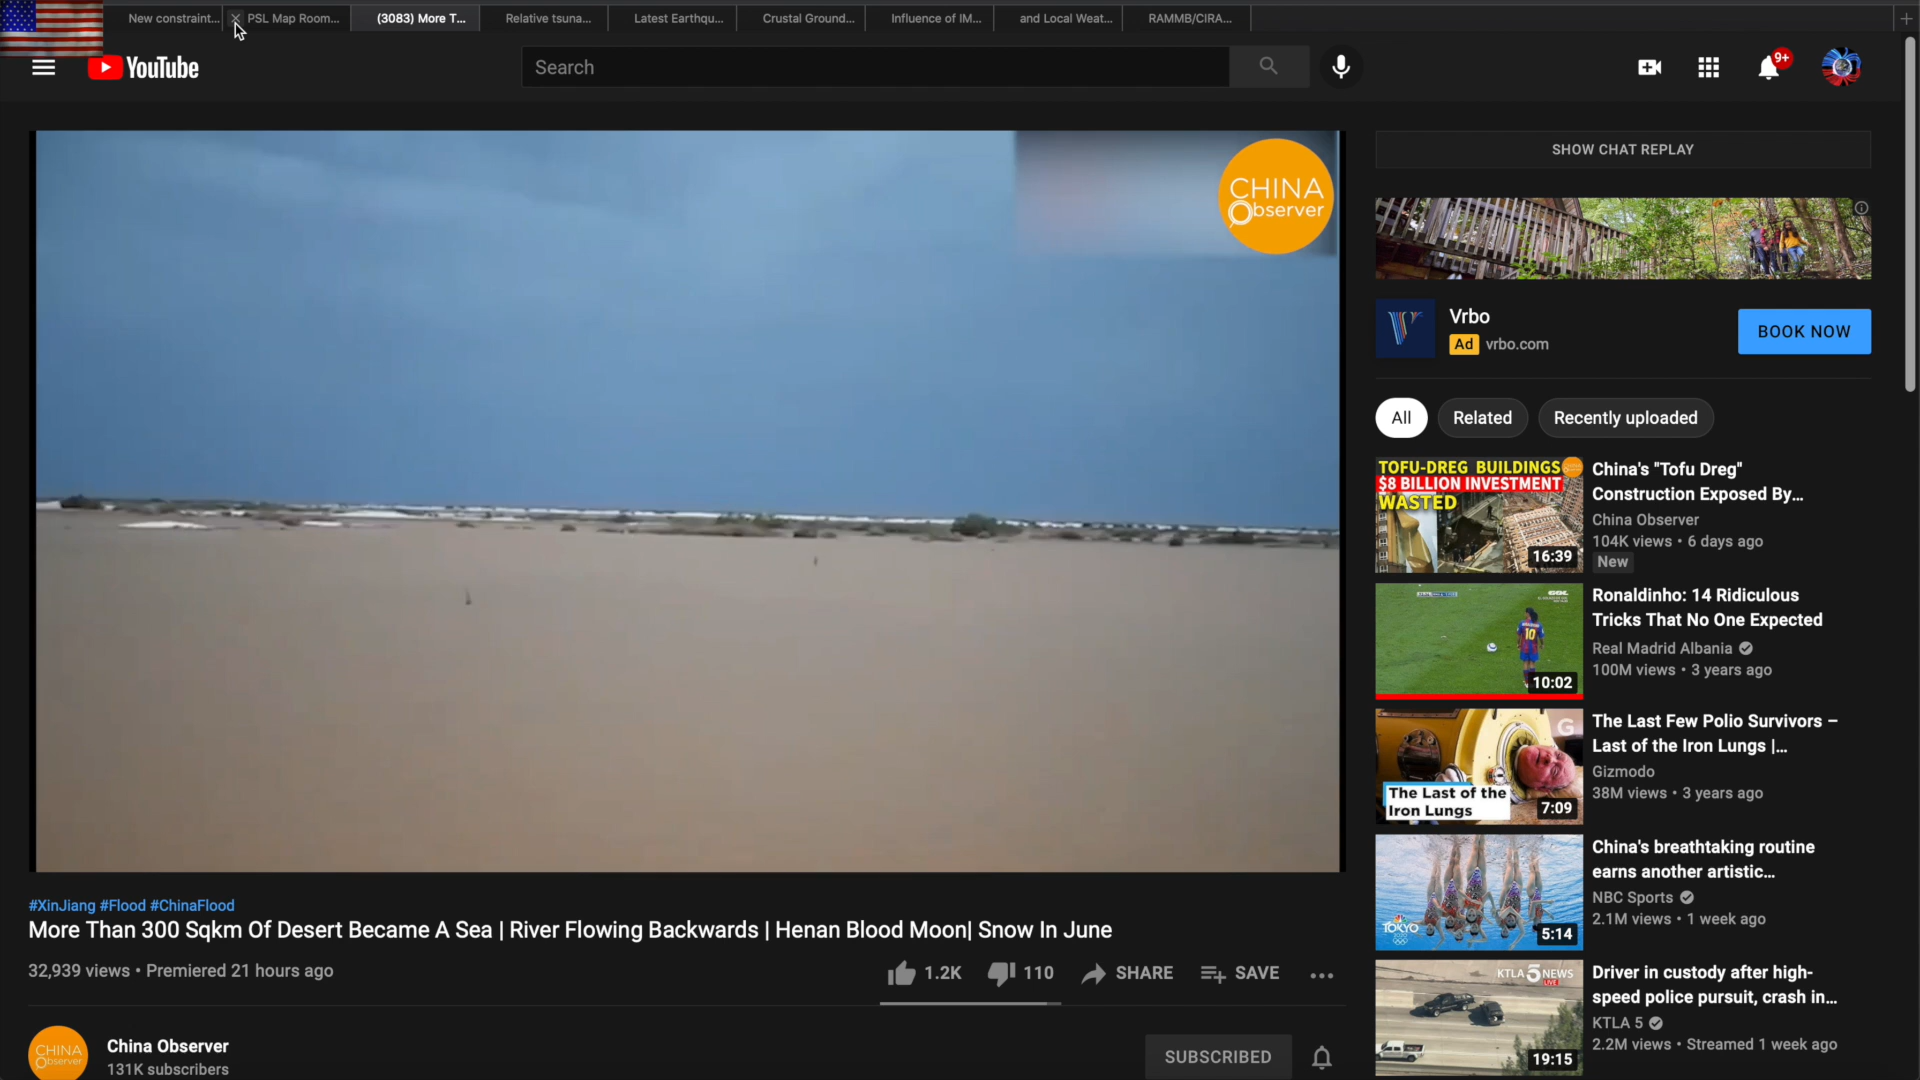 New constraint...
PSL Map Room...
(3083) More T...
Relative tsuna...
Latest Earthqu...
Crustal Ground...
Influence of IM...
and Local Weat...
RAMMB/CIRA...
YouTube
Search
9+
CHINA
Observer
SHOW CHAT REPLAY
Vrbo
Ad vrbo.com
BOOK NOW
All
Related
Recently uploaded
TOFU-DREG BUILDINGS
$8 BILLION INVESTMENT
WASTED
16:39
China's "Tofu Dreg"
Construction Exposed By...
China Observer
104K views • 6 days ago
New
10
10:02
Ronaldinho: 14 Ridiculous
Tricks That No One Expected
Real Madrid Albania
100M views • 3 years ago
G
The Last of the
Iron Lungs
7:09
The Last Few Polio Survivors –
Last of the Iron Lungs |...
Gizmodo
38M views • 3 years ago
TOKYO
5:14
China's breathtaking routine
earns another artistic...
NBC Sports
2.1M views • 1 week ago
KTLA 5 NEWS
LIVE
19:15
Driver in custody after high-
speed police pursuit, crash in...
KTLA 5
2.2M views • Streamed 1 week ago
#XinJiang #Flood #ChinaFlood
More Than 300 Sqkm Of Desert Became A Sea | River Flowing Backwards | Henan Blood Moon| Snow In June
32,939 views • Premiered 21 hours ago
1.2K
110
SHARE
SAVE
CHINA
Observer
China Observer
131K subscribers
SUBSCRIBED